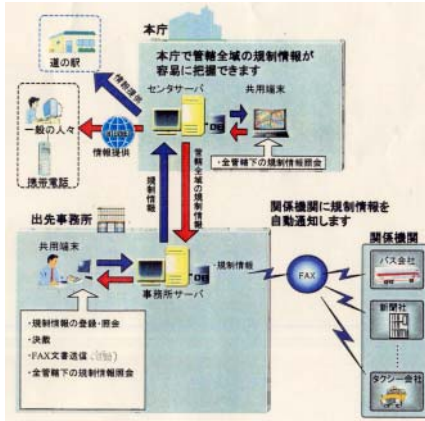 本庁
本庁で管轄全域の規制情報が
容易に把握できます
道の駅
情報提供
センタサーバ
共用端末
一般の人々
情報提供
携帯電話
・全管轄下の規制情報照会
規制情報
管轄全域の規制情報
出先事務所
関係機関に規制情報を
自動通知します
共用端末
事務所サーバ
・規制情報
FAX
関係機関
バス会社
新聞社
タクシー会社
・規制情報の登録・照会
・決裁
・FAX文書送信
・全管轄下の規制情報照会